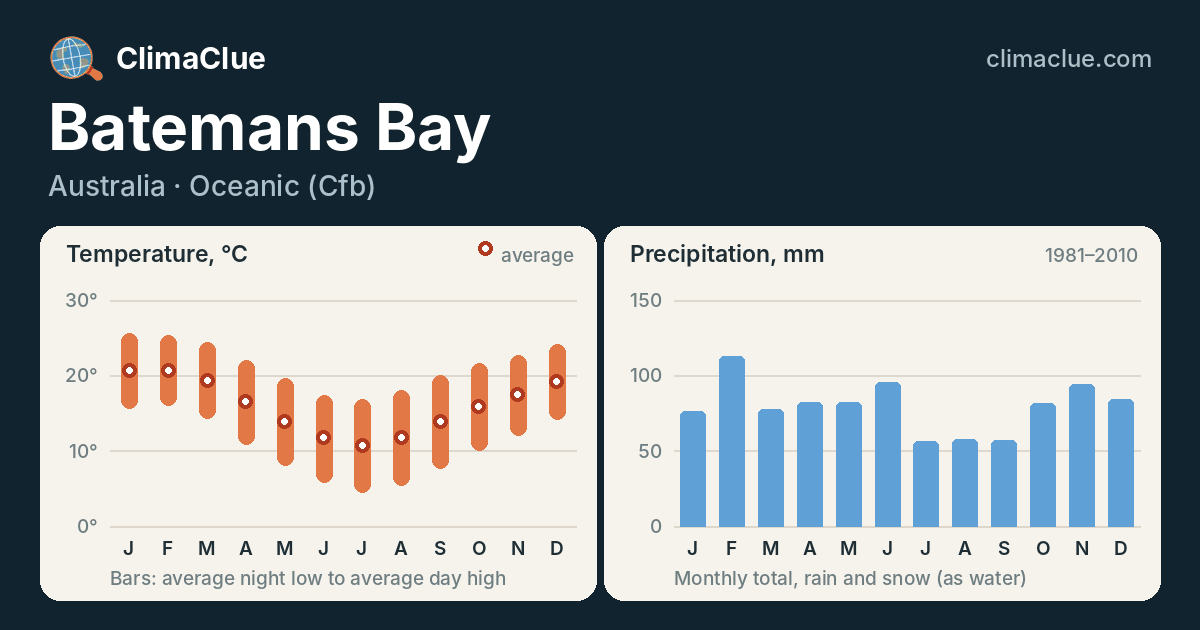 ClimaClue
climaclue.com
Batemans Bay
Australia · Oceanic (Cfb)
Temperature, °C
average
30°
20°
10°
0°
J F M A M J J A S O N D
Bars: average night low to average day high
Precipitation, mm
1981–2010
150
100
50
0
J F M A M J J A S O N D
Monthly total, rain and snow (as water)